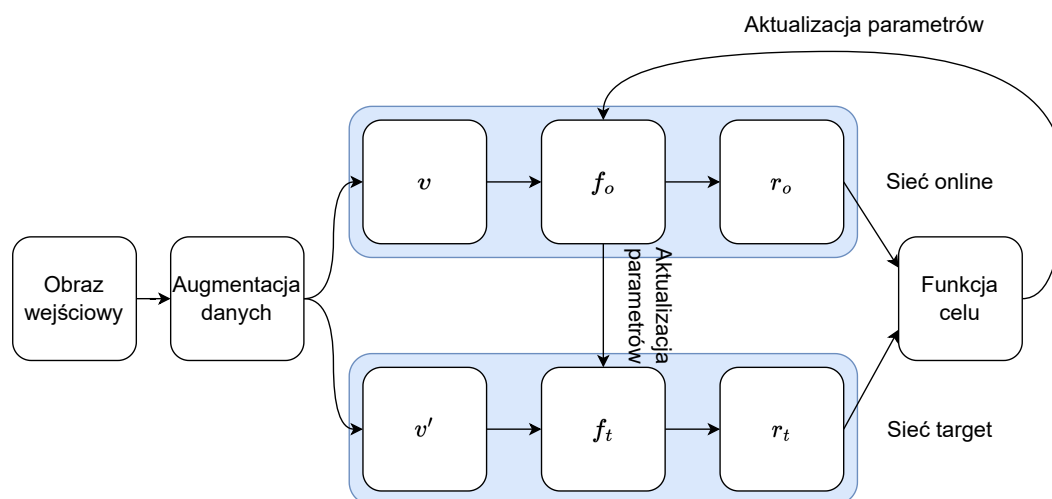 Aktualizacja parametrów
v
f_o
r_o
Sieć online
Obraz
wejściowy
Augmentacja
danych
Aktualizacja
parametrów
Funkcja
celu
v'
f_t
r_t
Sieć target